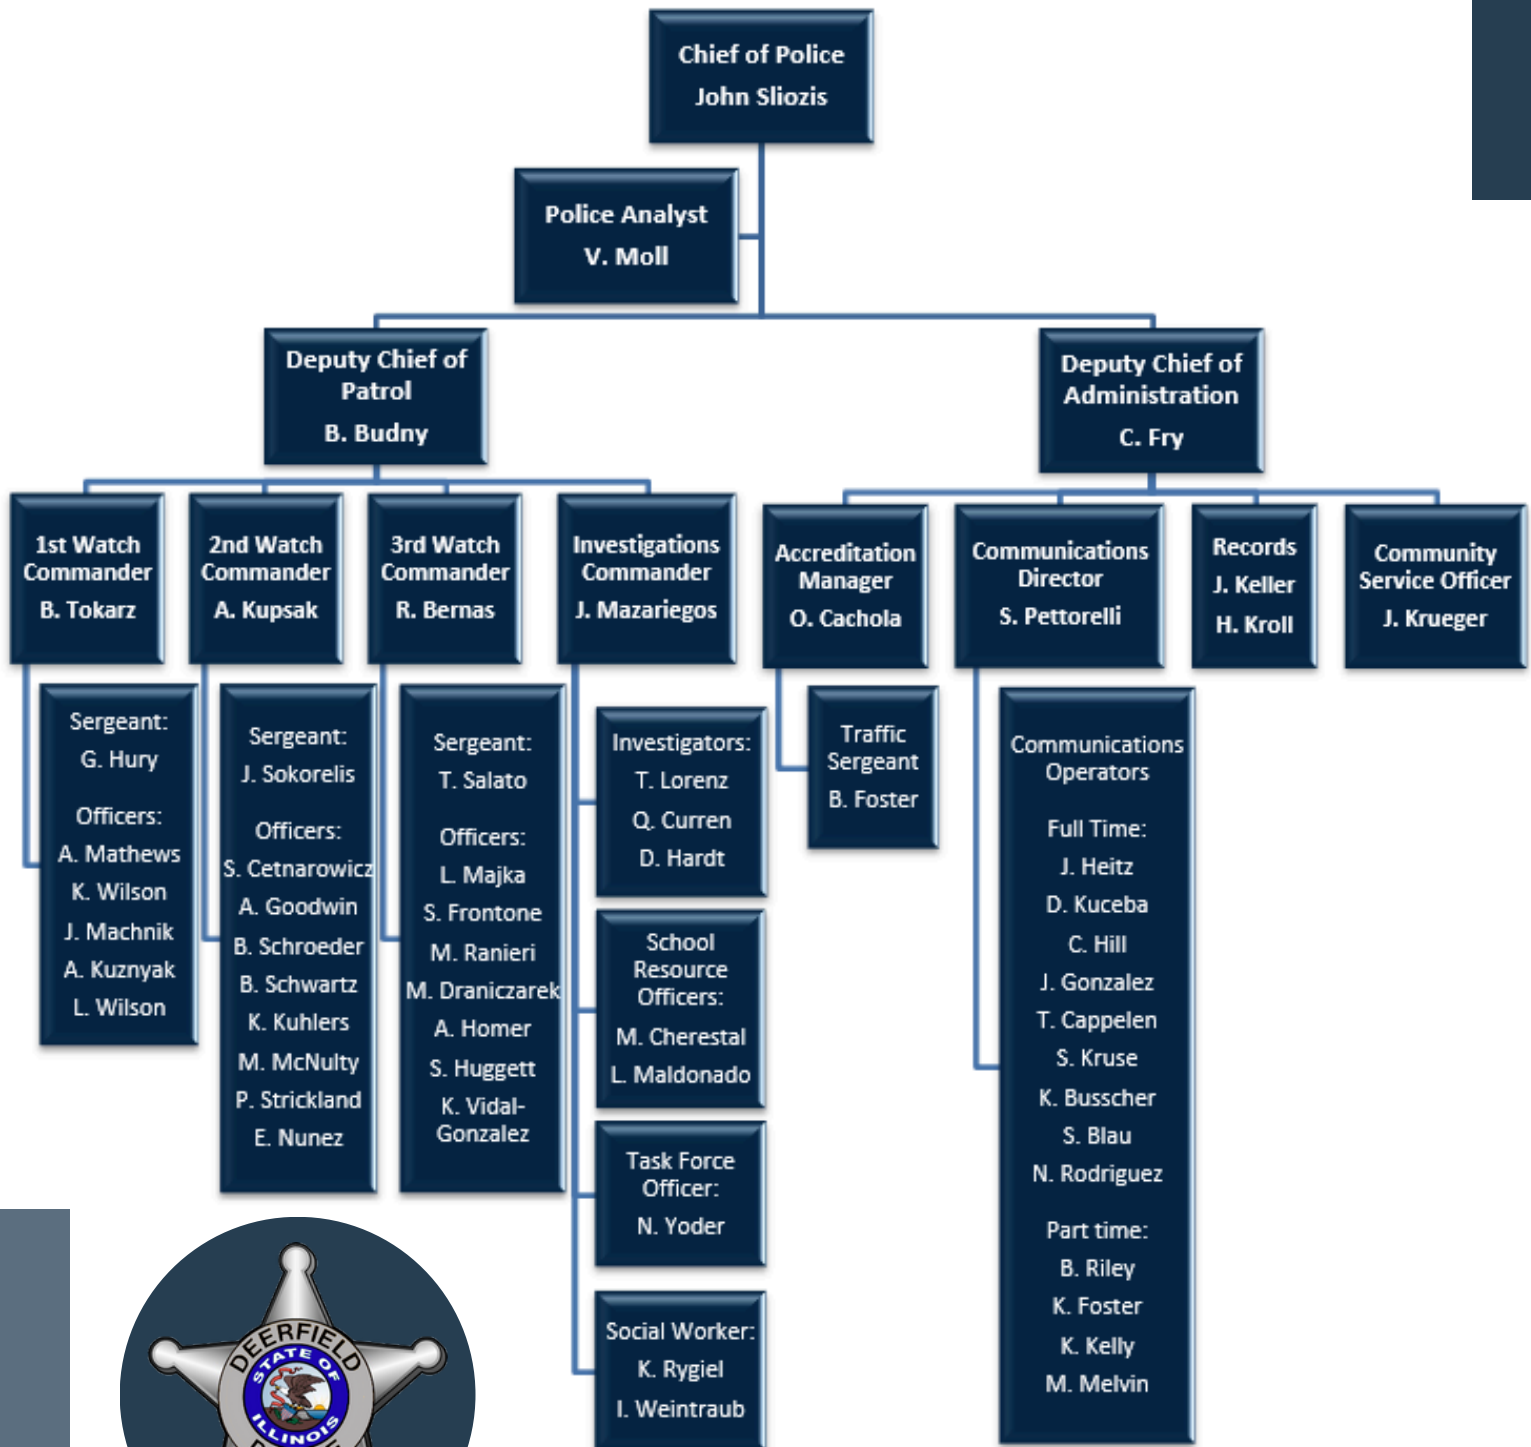 Chief of Police
John Sliozis
Police Analyst
V. Moll
Deputy Chief of
Patrol
B. Budny
Deputy Chief of
Administration
C. Fry
1st Watch
Commander
B. Tokarz
2nd Watch
Commander
A. Kupsak
3rd Watch
Commander
R. Bernas
Investigations
Commander
J. Mazariegos
Accreditation
Manager
O. Cachola
Communications
Director
S. Pettorelli
Records
J. Keller
H. Kroll
Community
Service Officer
J. Krueger
Sergeant:
G. Hury
Officers:
A. Mathews
K. Wilson
J. Machnik
A. Kuznyak
L. Wilson
Sergeant:
J. Sokorelis
Officers:
S. Cetnarowicz
A. Goodwin
B. Schroeder
B. Schwartz
K. Kuhlers
M. McNulty
P. Strickland
E. Nunez
Sergeant:
T. Salato
Officers:
L. Majka
S. Frontone
M. Ranieri
M. Draniczarek
A. Homer
S. Huggett
K. Vidal-
Gonzalez
Investigators:
T. Lorenz
Q. Curren
D. Hardt
School
Resource
Officers:
M. Cherestal
L. Maldonado
Task Force
Officer:
N. Yoder
Social Worker:
K. Rygiel
I. Weintraub
Traffic
Sergeant
B. Foster
Communications
Operators
Full Time:
J. Heitz
D. Kuceba
C. Hill
J. Gonzalez
T. Cappelen
S. Kruse
K. Busscher
S. Blau
N. Rodriguez
Part time:
B. Riley
K. Foster
K. Kelly
M. Melvin
DEERFIELD
STATE OF
ILLINOIS